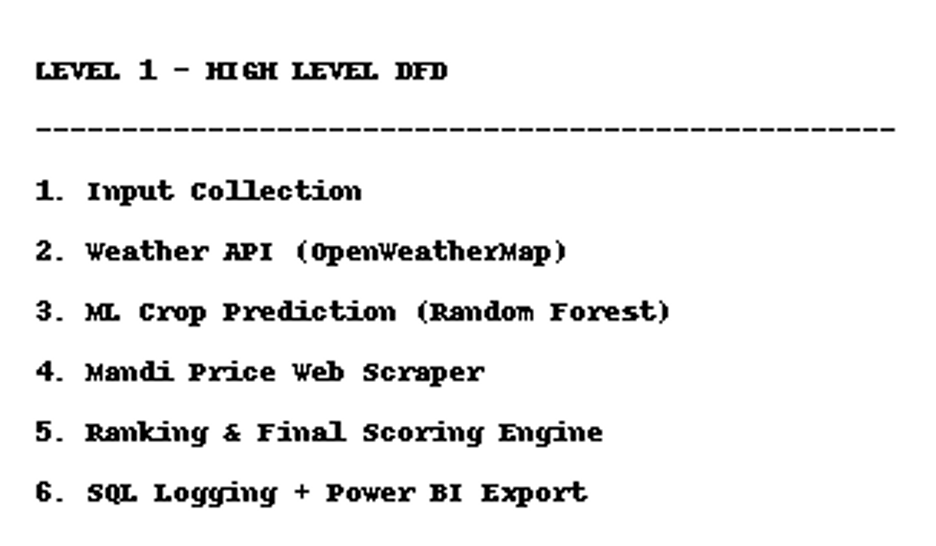 LEVEL 1 - HIGH LEVEL DFD
--------------------------------------------------
1. Input Collection
2. Weather API (OpenWeatherMap)
3. ML Crop Prediction (Random Forest)
4. Mandi Price Web Scraper
5. Ranking & Final Scoring Engine
6. SQL Logging + Power BI Export